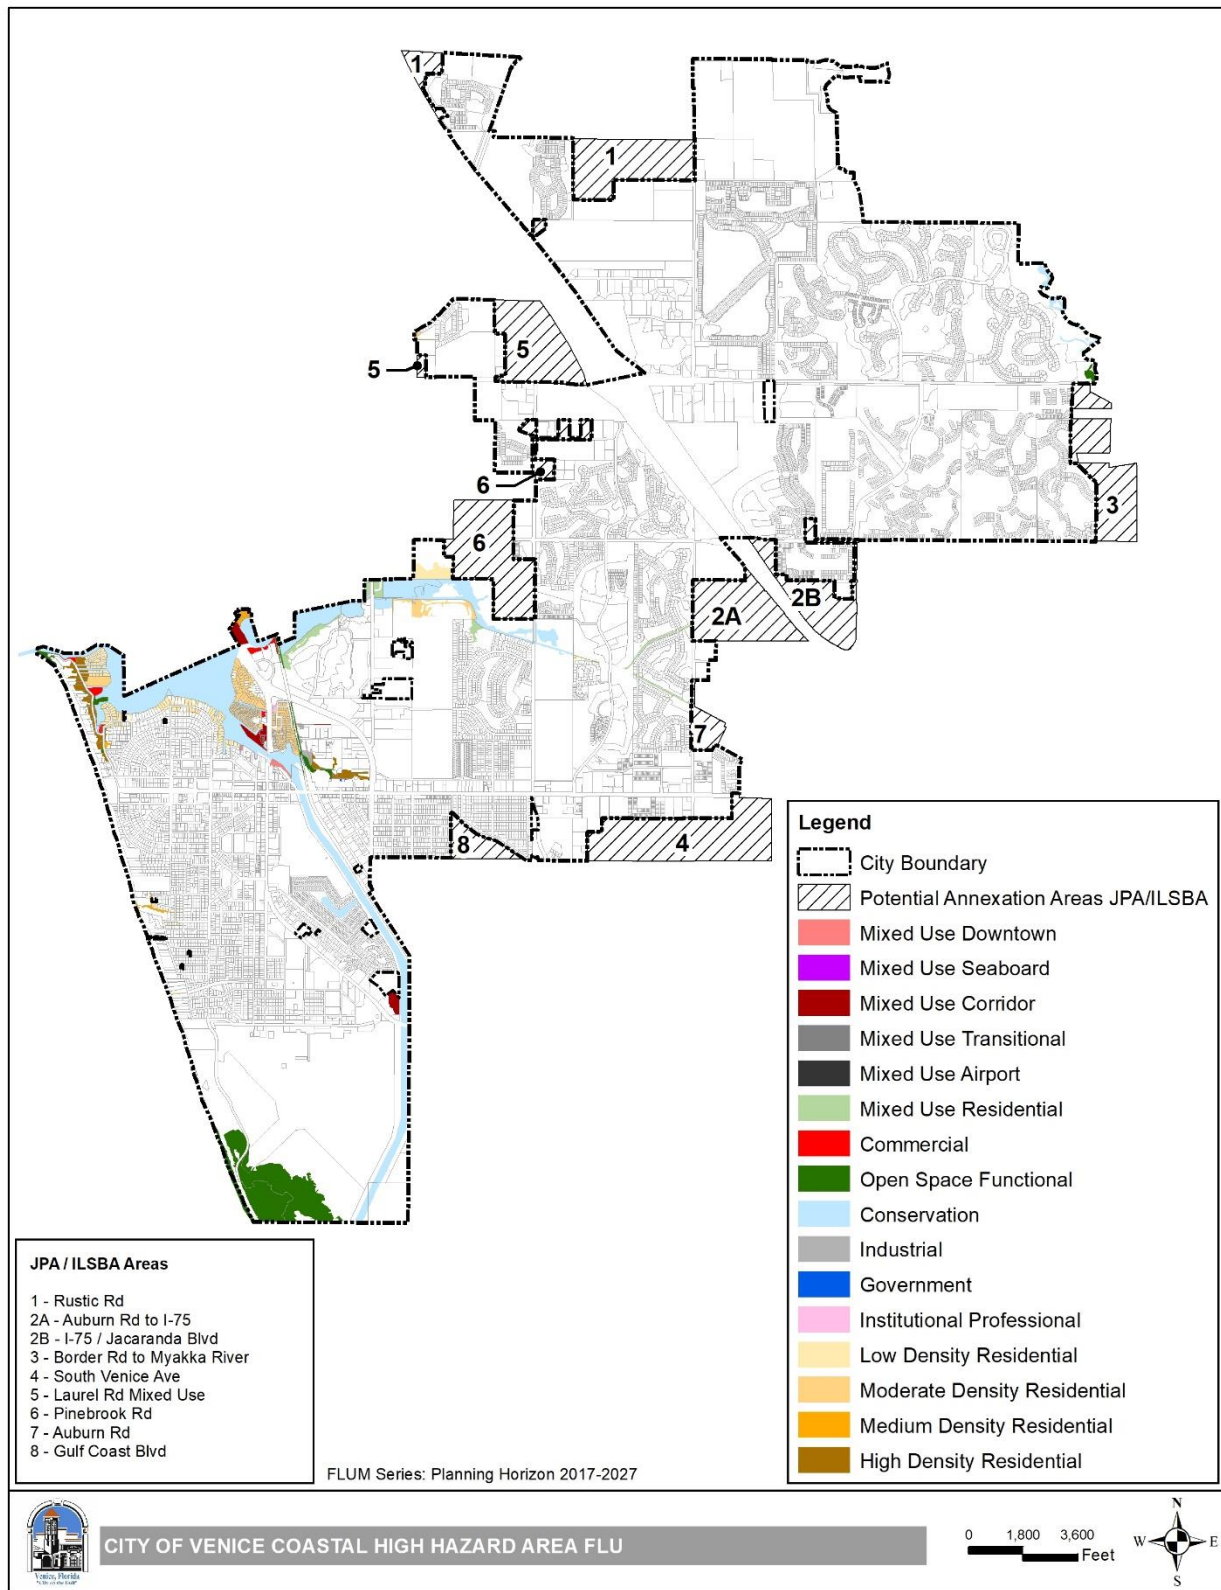 1
1
5
5
6
6
3
2A
2B
7
8
4
Legend
City Boundary
Potential Annexation Areas JPA/ILSBA
Mixed Use Downtown
Mixed Use Seaboard
Mixed Use Corridor
Mixed Use Transitional
Mixed Use Airport
Mixed Use Residential
Commercial
Open Space Functional
Conservation
Industrial
Government
Institutional Professional
Low Density Residential
Moderate Density Residential
Medium Density Residential
High Density Residential
JPA / ILSBA Areas
1 - Rustic Rd
2A - Auburn Rd to I-75
2B - I-75 / Jacaranda Blvd
3 - Border Rd to Myakka River
4 - South Venice Ave
5 - Laurel Rd Mixed Use
6 - Pinebrook Rd
7 - Auburn Rd
8 - Gulf Coast Blvd
FLUM Series: Planning Horizon 2017-2027
Venice, Florida
"City on the Gulf"
CITY OF VENICE COASTAL HIGH HAZARD AREA FLU
0 1,800 3,600
Feet
N
W E
S